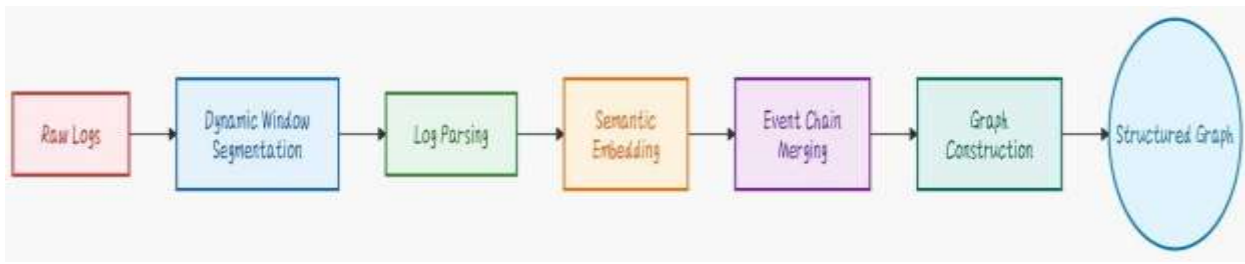 Raw Logs
Dynamic Window
Segmentation
Log Parsing
Semantic
Embedding
Event Chain
Merging
Graph
Construction
Structured Graph